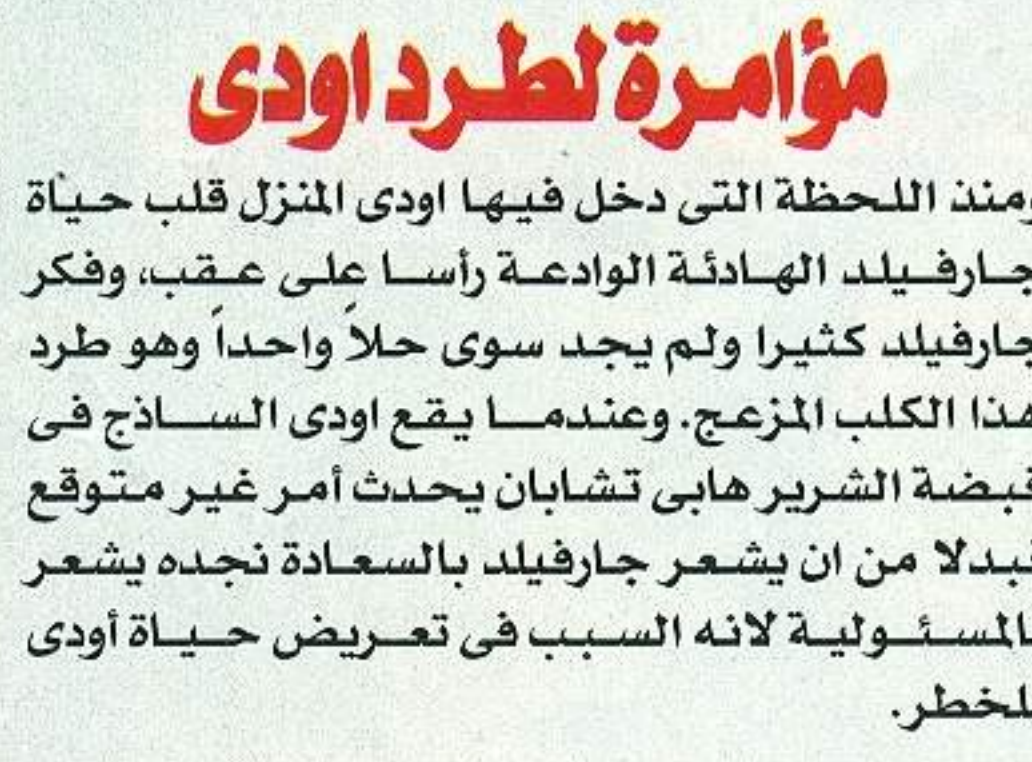 مؤامرة لطرد اودى
ومنذ اللحظة التى دخل فيها اودى المنزل قلب حياة
جارفيلد الهادئة الوادعة رأسا على عقب، وفكر
جارفيلد كثيرا ولم يجد سوى حلاً واحداً وهو طرد
هذا الكلب المزعج. وعندما يقع اودى الساذج فى
قبضة الشرير هابى تشابان يحدث أمر غير متوقع
فبدلا من ان يشعر جارفيلد بالسعادة نجده يشعر
بالمسئولية لانه السبب فى تعريض حياة أودى
للخطر.